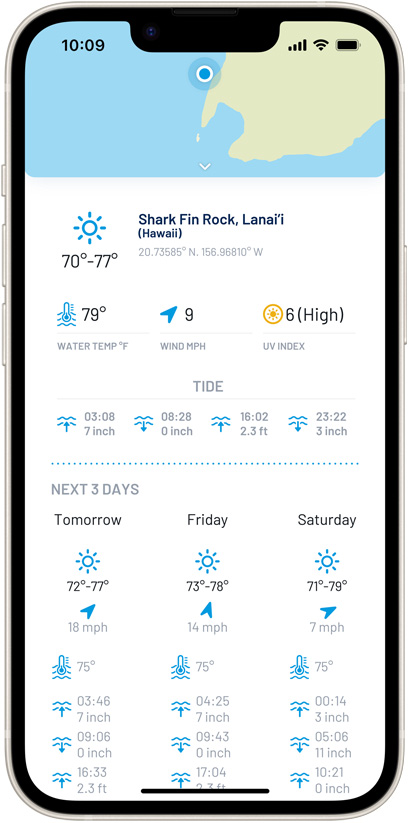 10:09
Shark Fin Rock, Lanai'i
(Hawaii)
20.73585° N. 156.96810° W
70°-77°
79° 9 6 (High)
WATER TEMP °F WIND MPH UV INDEX
TIDE
03:08 08:28 16:02 23:22
7 inch 0 inch 2.3 ft 3 inch
NEXT 3 DAYS
Tomorrow Friday Saturday
72°-77° 73°-78° 71°-79°
18 mph 14 mph 7 mph
75° 75° 75°
03:46 04:25 00:14
7 inch 7 inch 3 inch
09:06 09:43 05:06
0 inch 0 inch 11 inch
16:33 17:04 10:21
2.3 ft 2.3 ft 0 inch